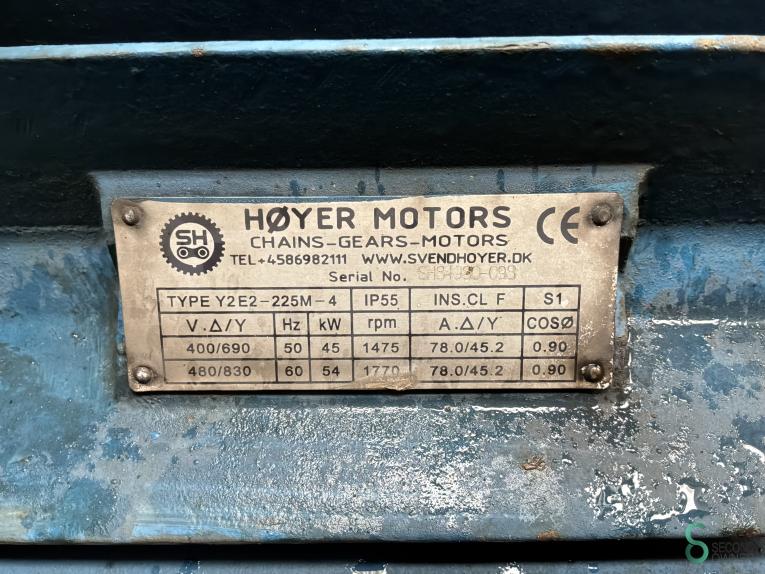 SH
HØYER MOTORS
CE
CHAINS-GEARS-MOTORS
TEL+4586982111 WWW.SVENDHOYER.DK
Serial No.
TYPE Y2E2-225M-4 IP55 INS.CL F S1
V.Δ/Y Hz kW rpm A.Δ/Y COSØ
400/690 50 45 1475 78.0/45.2 0.90
480/830 60 54 1770 78.0/45.2 0.90